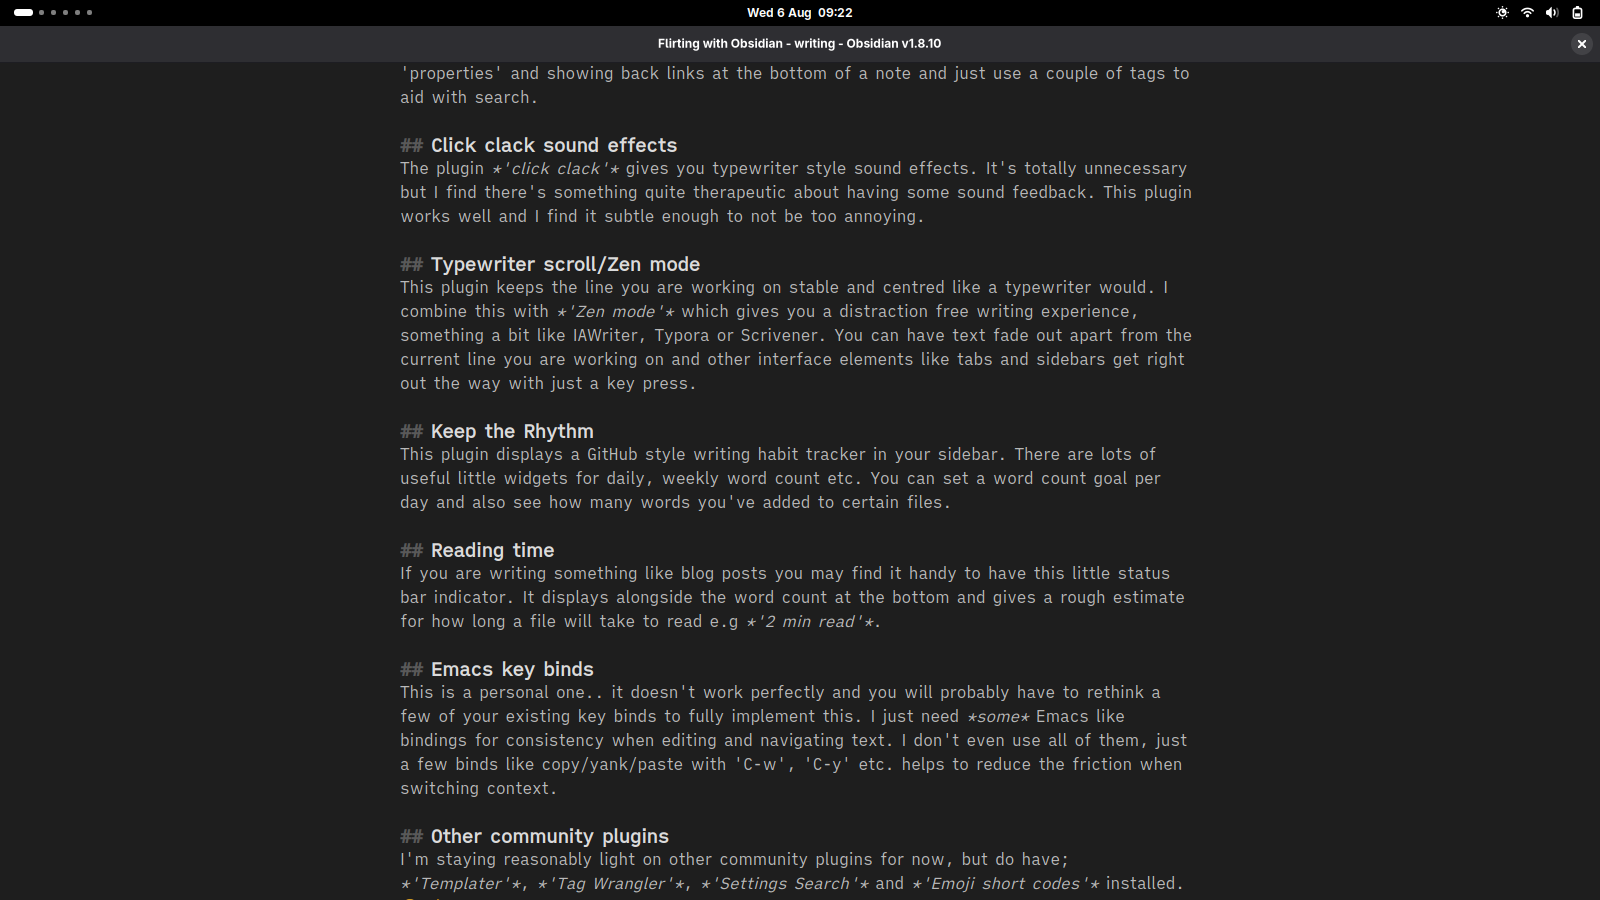 Wed 6 Aug 09:22
Flirting with Obsidian - writing - Obsidian v1.8.10
'properties' and showing back links at the bottom of a note and just use a couple of tags to
aid with search.
## Click clack sound effects
The plugin *'click clack'* gives you typewriter style sound effects. It's totally unnecessary
but I find there's something quite therapeutic about having some sound feedback. This plugin
works well and I find it subtle enough to not be too annoying.
## Typewriter scroll/Zen mode
This plugin keeps the line you are working on stable and centred like a typewriter would. I
combine this with *'Zen mode'* which gives you a distraction free writing experience,
something a bit like IAWriter, Typora or Scrivener. You can have text fade out apart from the
current line you are working on and other interface elements like tabs and sidebars get right
out the way with just a key press.
## Keep the Rhythm
This plugin displays a GitHub style writing habit tracker in your sidebar. There are lots of
useful little widgets for daily, weekly word count etc. You can set a word count goal per
day and also see how many words you've added to certain files.
## Reading time
If you are writing something like blog posts you may find it handy to have this little status
bar indicator. It displays alongside the word count at the bottom and gives a rough estimate
for how long a file will take to read e.g *'2 min read'*.
## Emacs key binds
This is a personal one.. it doesn't work perfectly and you will probably have to rethink a
few of your existing key binds to fully implement this. I just need *some* Emacs like
bindings for consistency when editing and navigating text. I don't even use all of them, just
a few binds like copy/yank/paste with 'C-w', 'C-y' etc. helps to reduce the friction when
switching context.
## Other community plugins
I'm staying reasonably light on other community plugins for now, but do have;
*'Templater'*, *'Tag Wrangler'*, *'Settings Search'* and *'Emoji short codes'* installed.